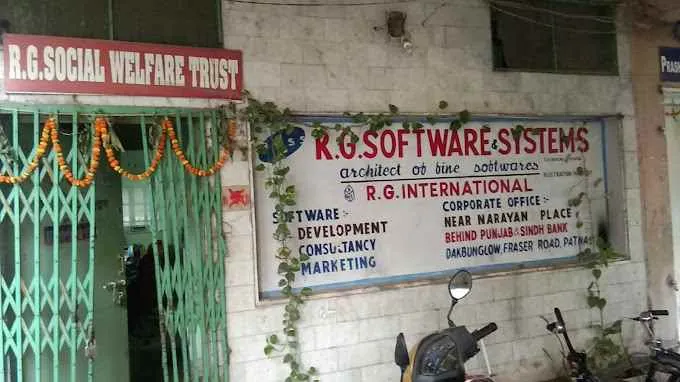 R.G.SOCIAL WELFARE TRUST
R.G.SOFTWARE & SYSTEMS
architect of fine softwares
R.G.INTERNATIONAL
SOFTWARE :-
DEVELOPMENT
CONSULTANCY
MARKETING
CORPORATE OFFICE :-
NEAR NARAYAN PLACE
BEHIND PUNJAB & SINDH BANK
DAKBUNGLOW, FRASER ROAD, PATNA
PRASH